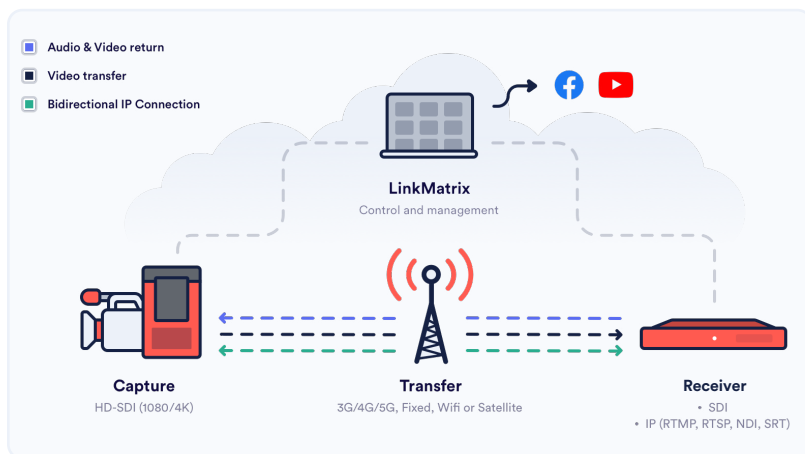 Audio & Video return
Video transfer
Bidirectional IP Connection
LinkMatrix
Control and management
Capture
HD-SDI (1080/4K)
Transfer
3G/4G/5G, Fixed, Wifi or Satellite
Receiver
• SDI
• IP (RTMP, RTSP, NDI, SRT)